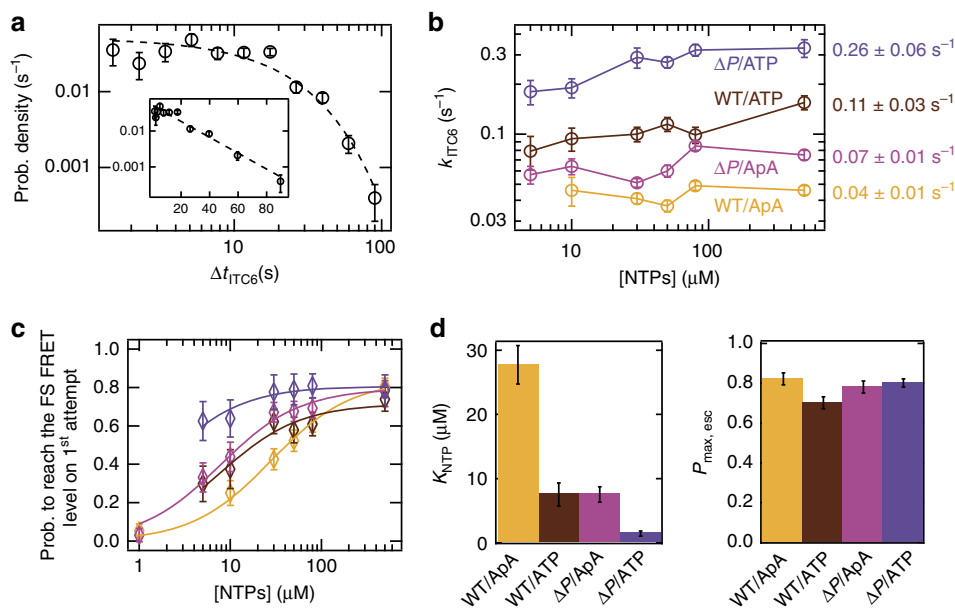 a
Prob. density (s⁻¹)
0.01
0.001
0.01
0.001
20 40 60 80
10
100
Δt_ITC6(s)
b
k_ITC6 (s⁻¹)
0.3
0.1
0.03
ΔP/ATP
WT/ATP
ΔP/ApA
WT/ApA
0.26 ± 0.06 s⁻¹
0.11 ± 0.03 s⁻¹
0.07 ± 0.01 s⁻¹
0.04 ± 0.01 s⁻¹
10
100
[NTPs] (μM)
c
Prob. to reach the FS FRET
level on 1st attempt
1.0
0.8
0.6
0.4
0.2
0.0
1
10
100
[NTPs] (μM)
d
K_NTP (μM)
30
20
10
0
WT/ApA
WT/ATP
ΔP/ApA
ΔP/ATP
P_max, esc
1.0
0.8
0.6
0.4
0.2
0.0
WT/ApA
WT/ATP
ΔP/ApA
ΔP/ATP